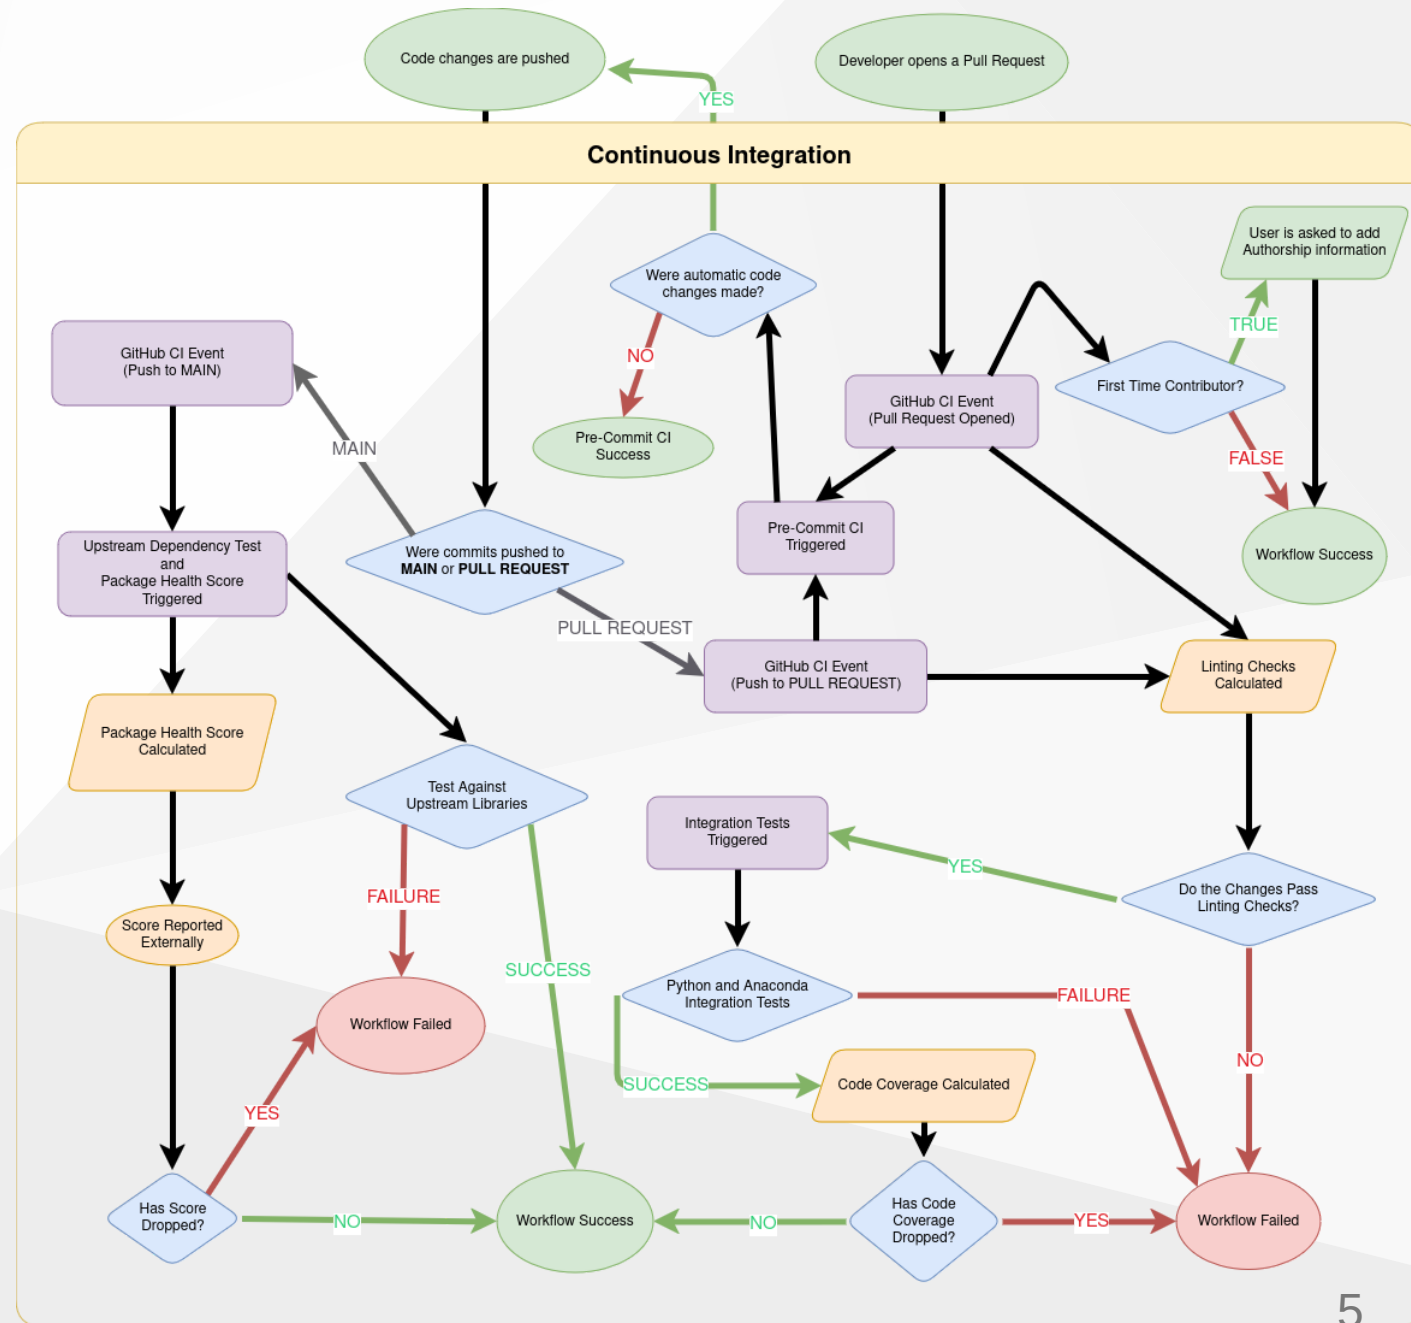 Code changes are pushed
Developer opens a Pull Request
YES
Continuous Integration
User is asked to add
Authorship information
Were automatic code
changes made?
TRUE
NO
GitHub CI Event
(Push to MAIN)
First Time Contributor?
GitHub CI Event
(Pull Request Opened)
MAIN
Pre-Commit CI
Success
FALSE
Pre-Commit CI
Triggered
Upstream Dependency Test
and
Package Health Score
Triggered
Were commits pushed to
MAIN or PULL REQUEST
Workflow Success
PULL REQUEST
GitHub CI Event
(Push to PULL REQUEST)
Linting Checks
Calculated
Package Health Score
Calculated
Test Against
Upstream Libraries
Integration Tests
Triggered
YES
Do the Changes Pass
Linting Checks?
FAILURE
Score Reported
Externally
SUCCESS
Python and Anaconda
Integration Tests
FAILURE
Workflow Failed
NO
SUCCESS
Code Coverage Calculated
YES
Has Score
Dropped?
NO
Workflow Success
NO
Has Code
Coverage
Dropped?
YES
Workflow Failed
5